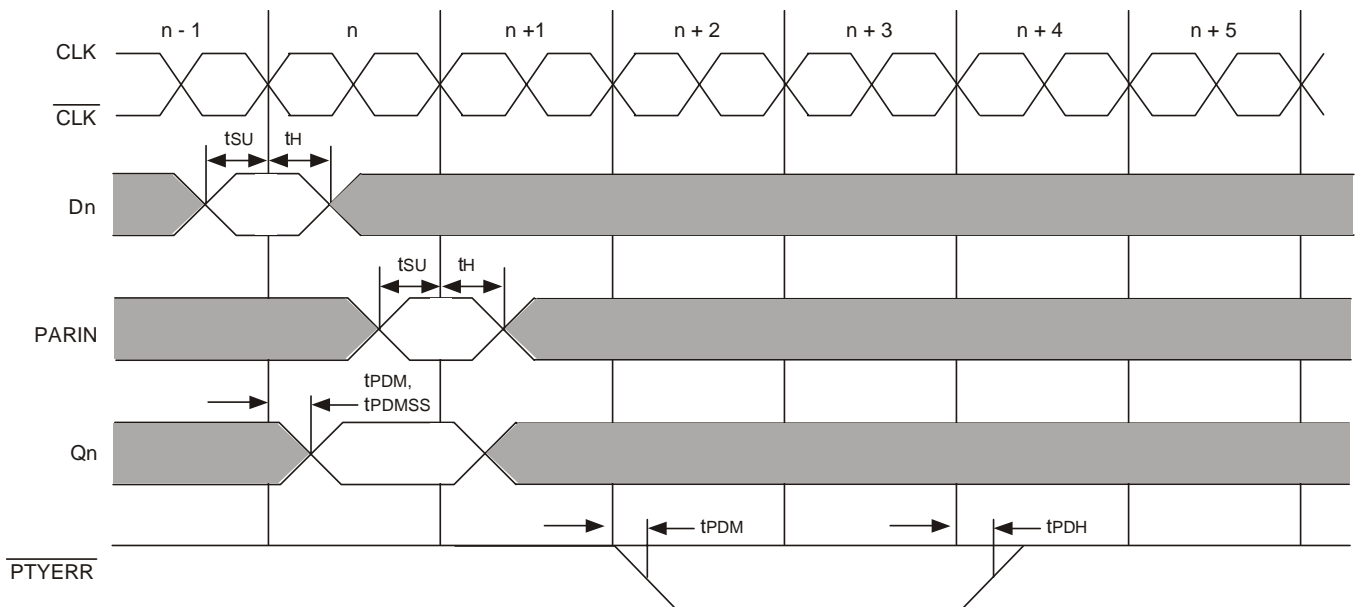 n - 1 n n +1 n + 2 n + 3 n + 4 n + 5
CLK
CLK
tSU tH
Dn
tSU tH
PARIN
tPDM,
tPDMSS
Qn
tPDM tPDH
PTYERR